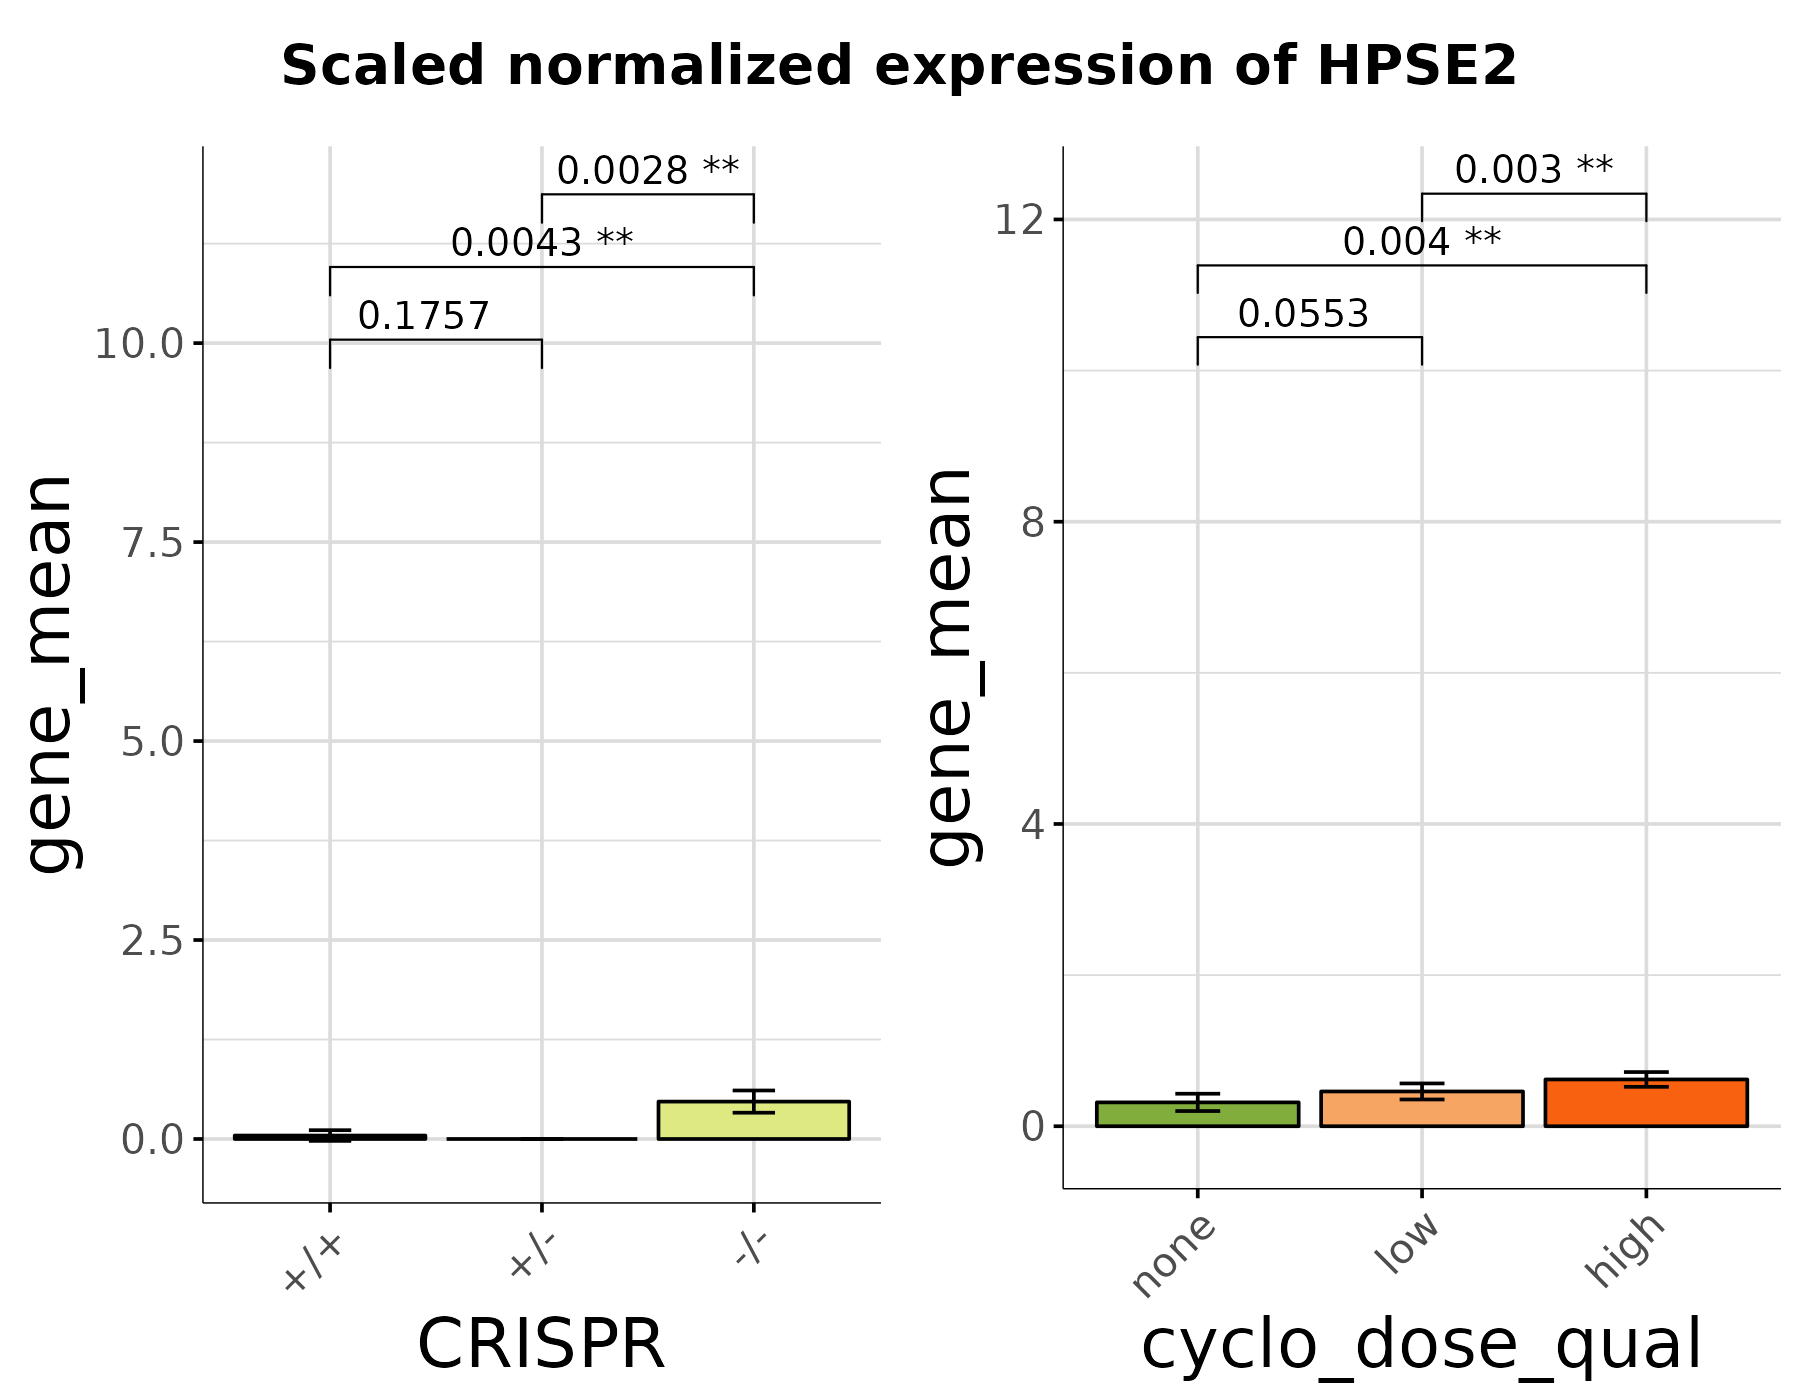 Scaled normalized expression of HPSE2
gene_mean
10.0
7.5
5.0
2.5
0.0
0.0028 **
0.0043 **
0.1757
+/+
+/-
-/-
CRISPR
gene_mean
12
8
4
0
0.003 **
0.004 **
0.0553
none
low
high
cyclo_dose_qual